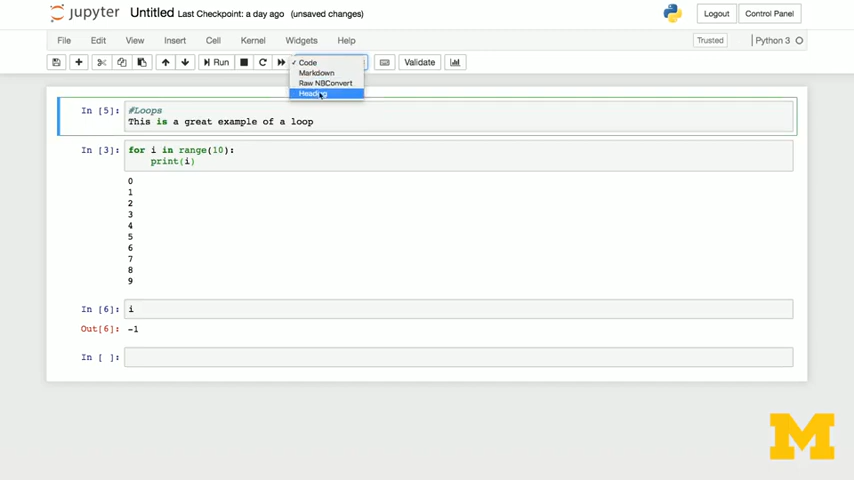 jupyter Untitled Last Checkpoint: a day ago (unsaved changes) Logout Control Panel
File Edit View Insert Cell Kernel Widgets Help Trusted Python 3
Run Validate
Code
Markdown
Raw NBConvert
Heading
In [5]: #Loops
This is a great example of a loop
In [3]: for i in range(10):
print(i)
0
1
2
3
4
5
6
7
8
9
In [6]: i
Out[6]: -1
In [ ]:
M